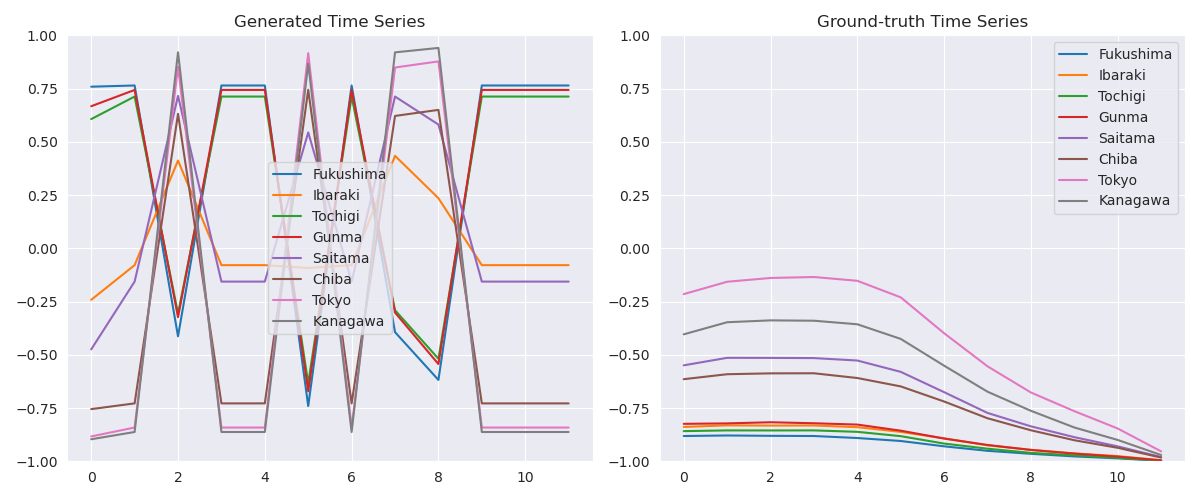 Generated Time Series
1.00
0.75
0.50
0.25
0.00
−0.25
−0.50
−0.75
−1.00
0 2 4 6 8 10
Fukushima
Ibaraki
Tochigi
Gunma
Saitama
Chiba
Tokyo
Kanagawa
Ground-truth Time Series
1.00
0.75
0.50
0.25
0.00
−0.25
−0.50
−0.75
−1.00
0 2 4 6 8 10
Fukushima
Ibaraki
Tochigi
Gunma
Saitama
Chiba
Tokyo
Kanagawa